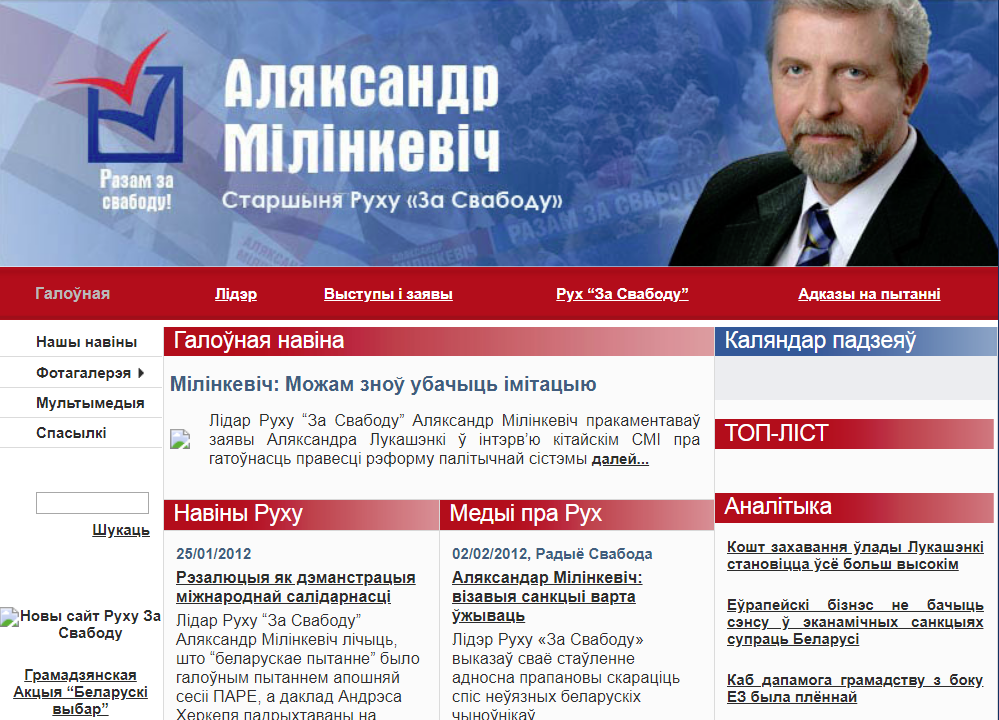 Аляксандр
Мілінкевіч
Старшыня Руху «За Свабоду»
Разам за
свабоду!
РАЗАМ ЗА СВАБОДУ
АЛЯКСАНДР
МІЛІНКЕВІЧ
Галоўная
Лідэр
Выступы і заявы
Рух “За Свабоду”
Адказы на пытанні
Нашы навіны
Фотагалерэя
Мультымедыя
Спасылкі
Шукаць
Новы сайт Руху За
Свабоду
Грамадзянская
Акцыя “Беларускі
выбар”
Галоўная навіна
Мілінкевіч: Можам зноў убачыць імітацыю
Лідар Руху “За Свабоду” Аляксандр Мілінкевіч пракаментаваў
заявы Аляксандра Лукашэнкі ў інтэрв’ю кітайскім СМІ пра
гатоўнасць правесці рэформу палітычнай сістэмы далей...
Навіны Руху
25/01/2012
Рэзалюцыя як дэманстрацыя
міжнароднай салідарнасці
Лідар Руху “За Свабоду”
Аляксандр Мілінкевіч лічыць,
што “беларускае пытанне” было
галоўным пытаннем апошняй
сесіі ПАРЕ, а даклад Андрэса
Херкеля падрыхтаваны на
Медыі пра Рух
02/02/2012, Радыё Свабода
Аляксандар Мілінкевіч:
візавыя санкцыі варта
ўжываць
Лідэр Руху «За Свабоду»
выказаў сваё стаўленне
адносна прапановы скараціць
спіс неўязных беларускіх
чыноўнікаў
Каляндар падзеяў
ТОП-ЛІСТ
Аналітыка
Кошт захавання ўлады Лукашэнкі
становіцца ўсё больш высокім
Еўрапейскі бізнэс не бачыць
сэнсу ў эканамічных санкцыях
супраць Беларусі
Каб дапамога грамадству з боку
ЕЗ была плённай